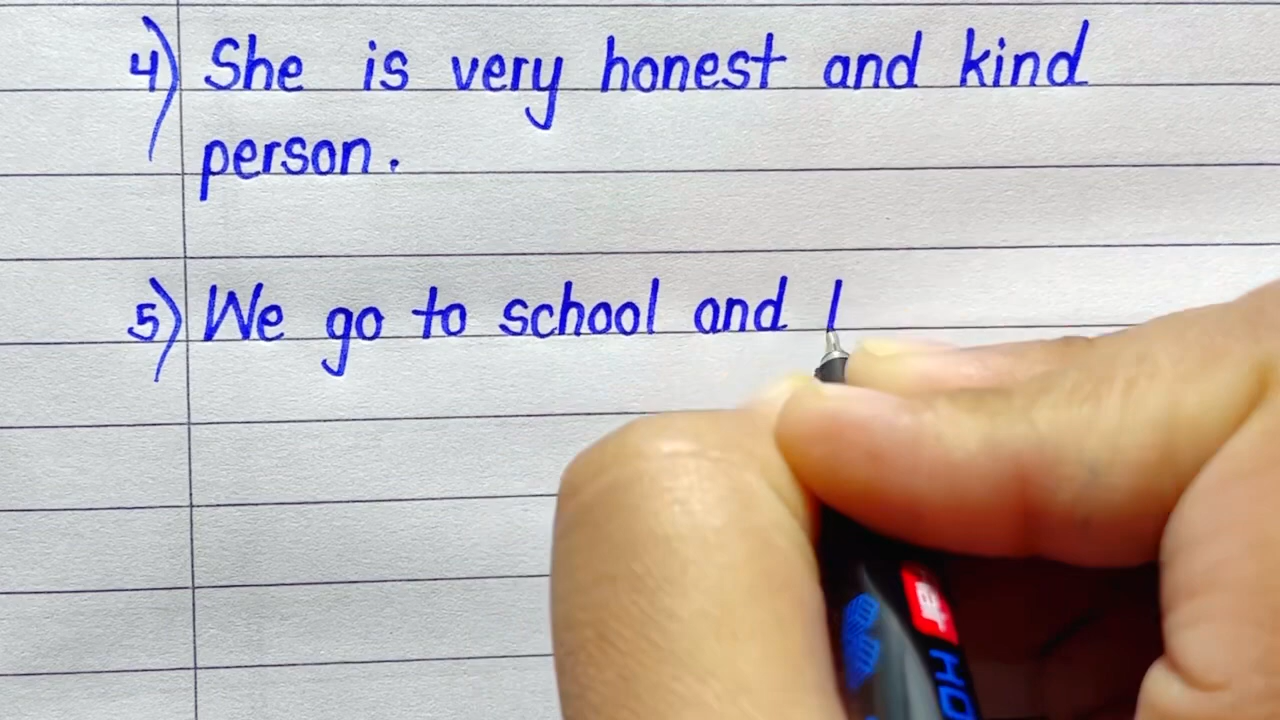 4) She is very honest and kind
person.
5) We go to school and